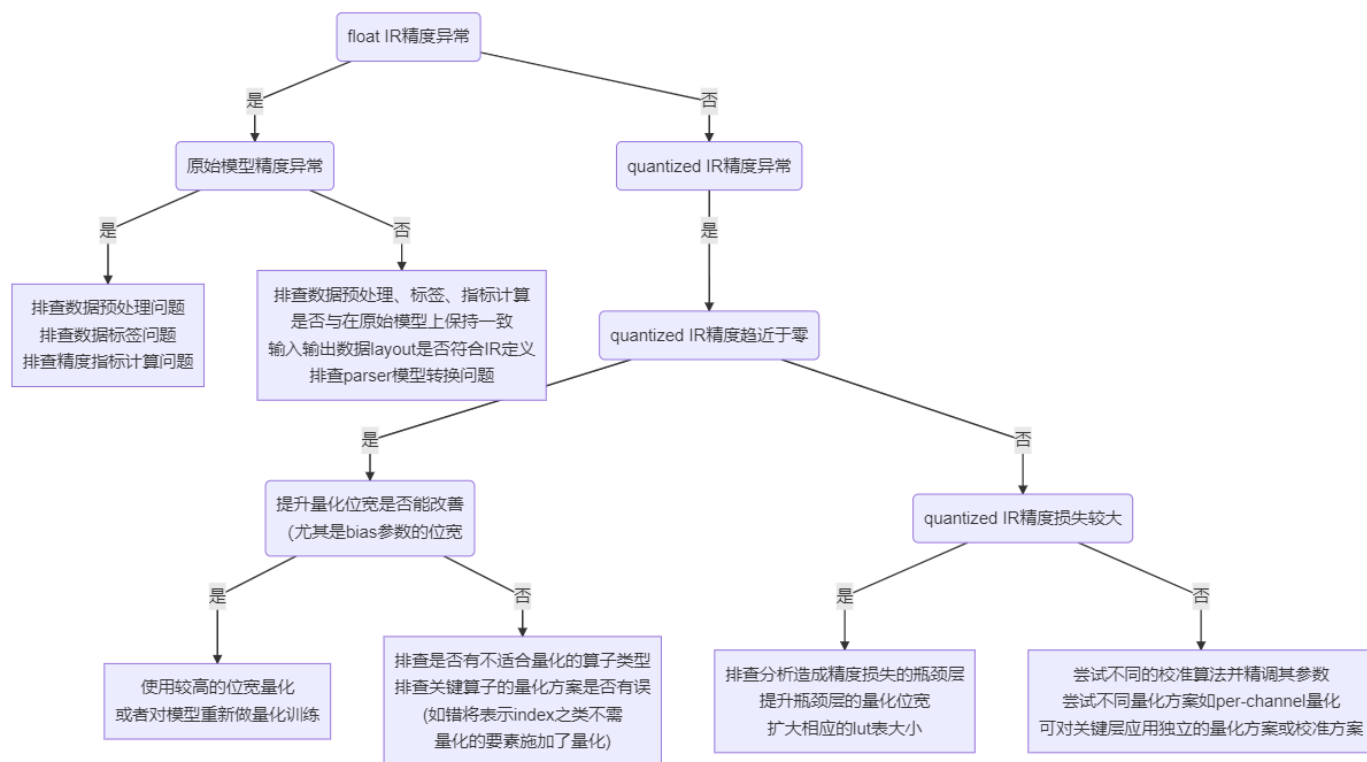 float IR精度异常
是
否
原始模型精度异常
quantized IR精度异常
是
否
是
排查数据预处理问题
排查数据标签问题
排查精度指标计算问题
排查数据预处理、标签、指标计算
是否与在原始模型上保持一致
输入输出数据layout是否符合IR定义
排查parser模型转换问题
quantized IR精度趋近于零
是
否
提升量化位宽是否能改善
(尤其是bias参数的位宽
quantized IR精度损失较大
是
否
是
否
使用较高的位宽量化
或者对模型重新做量化训练
排查是否有不适合量化的算子类型
排查关键算子的量化方案是否有误
(如错将表示index之类不需
量化的要素施加了量化)
排查分析造成精度损失的瓶颈层
提升瓶颈层的量化位宽
扩大相应的lut表大小
尝试不同的校准算法并精调其参数
尝试不同量化方案如per-channel量化
可对关键层应用独立的量化方案或校准方案